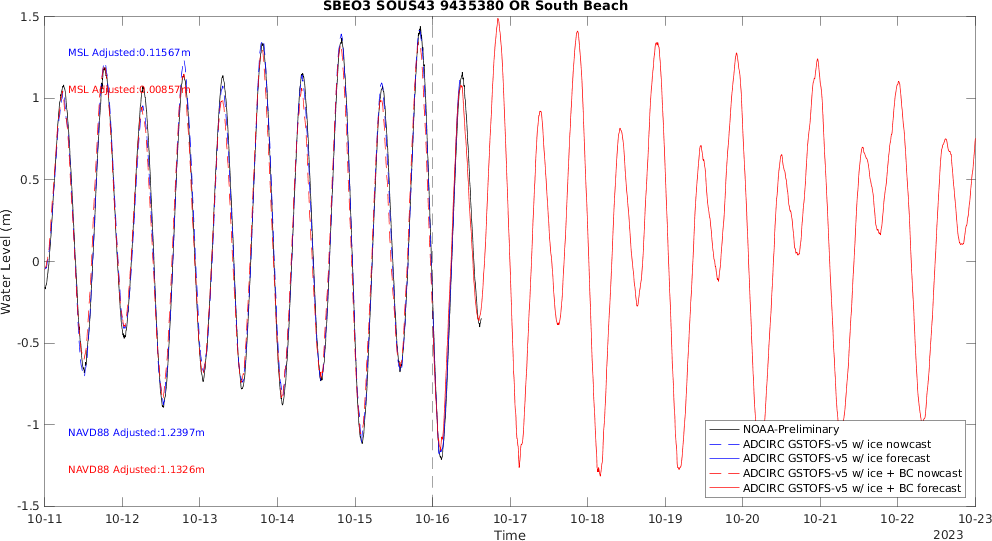 SBEO3 SOUS43 9435380 OR South Beach
1.5
1
0.5
0
-0.5
-1
-1.5
Water Level (m)
MSL Adjusted:0.11567m
MSL Adjusted:0.00857m
NAVD88 Adjusted:1.2397m
NAVD88 Adjusted:1.1326m
NOAA-Preliminary
ADCIRC GSTOFS-v5 w/ ice nowcast
ADCIRC GSTOFS-v5 w/ ice forecast
ADCIRC GSTOFS-v5 w/ ice + BC nowcast
ADCIRC GSTOFS-v5 w/ ice + BC forecast
10-11 10-12 10-13 10-14 10-15 10-16 10-17 10-18 10-19 10-20 10-21 10-22 10-23
Time
2023